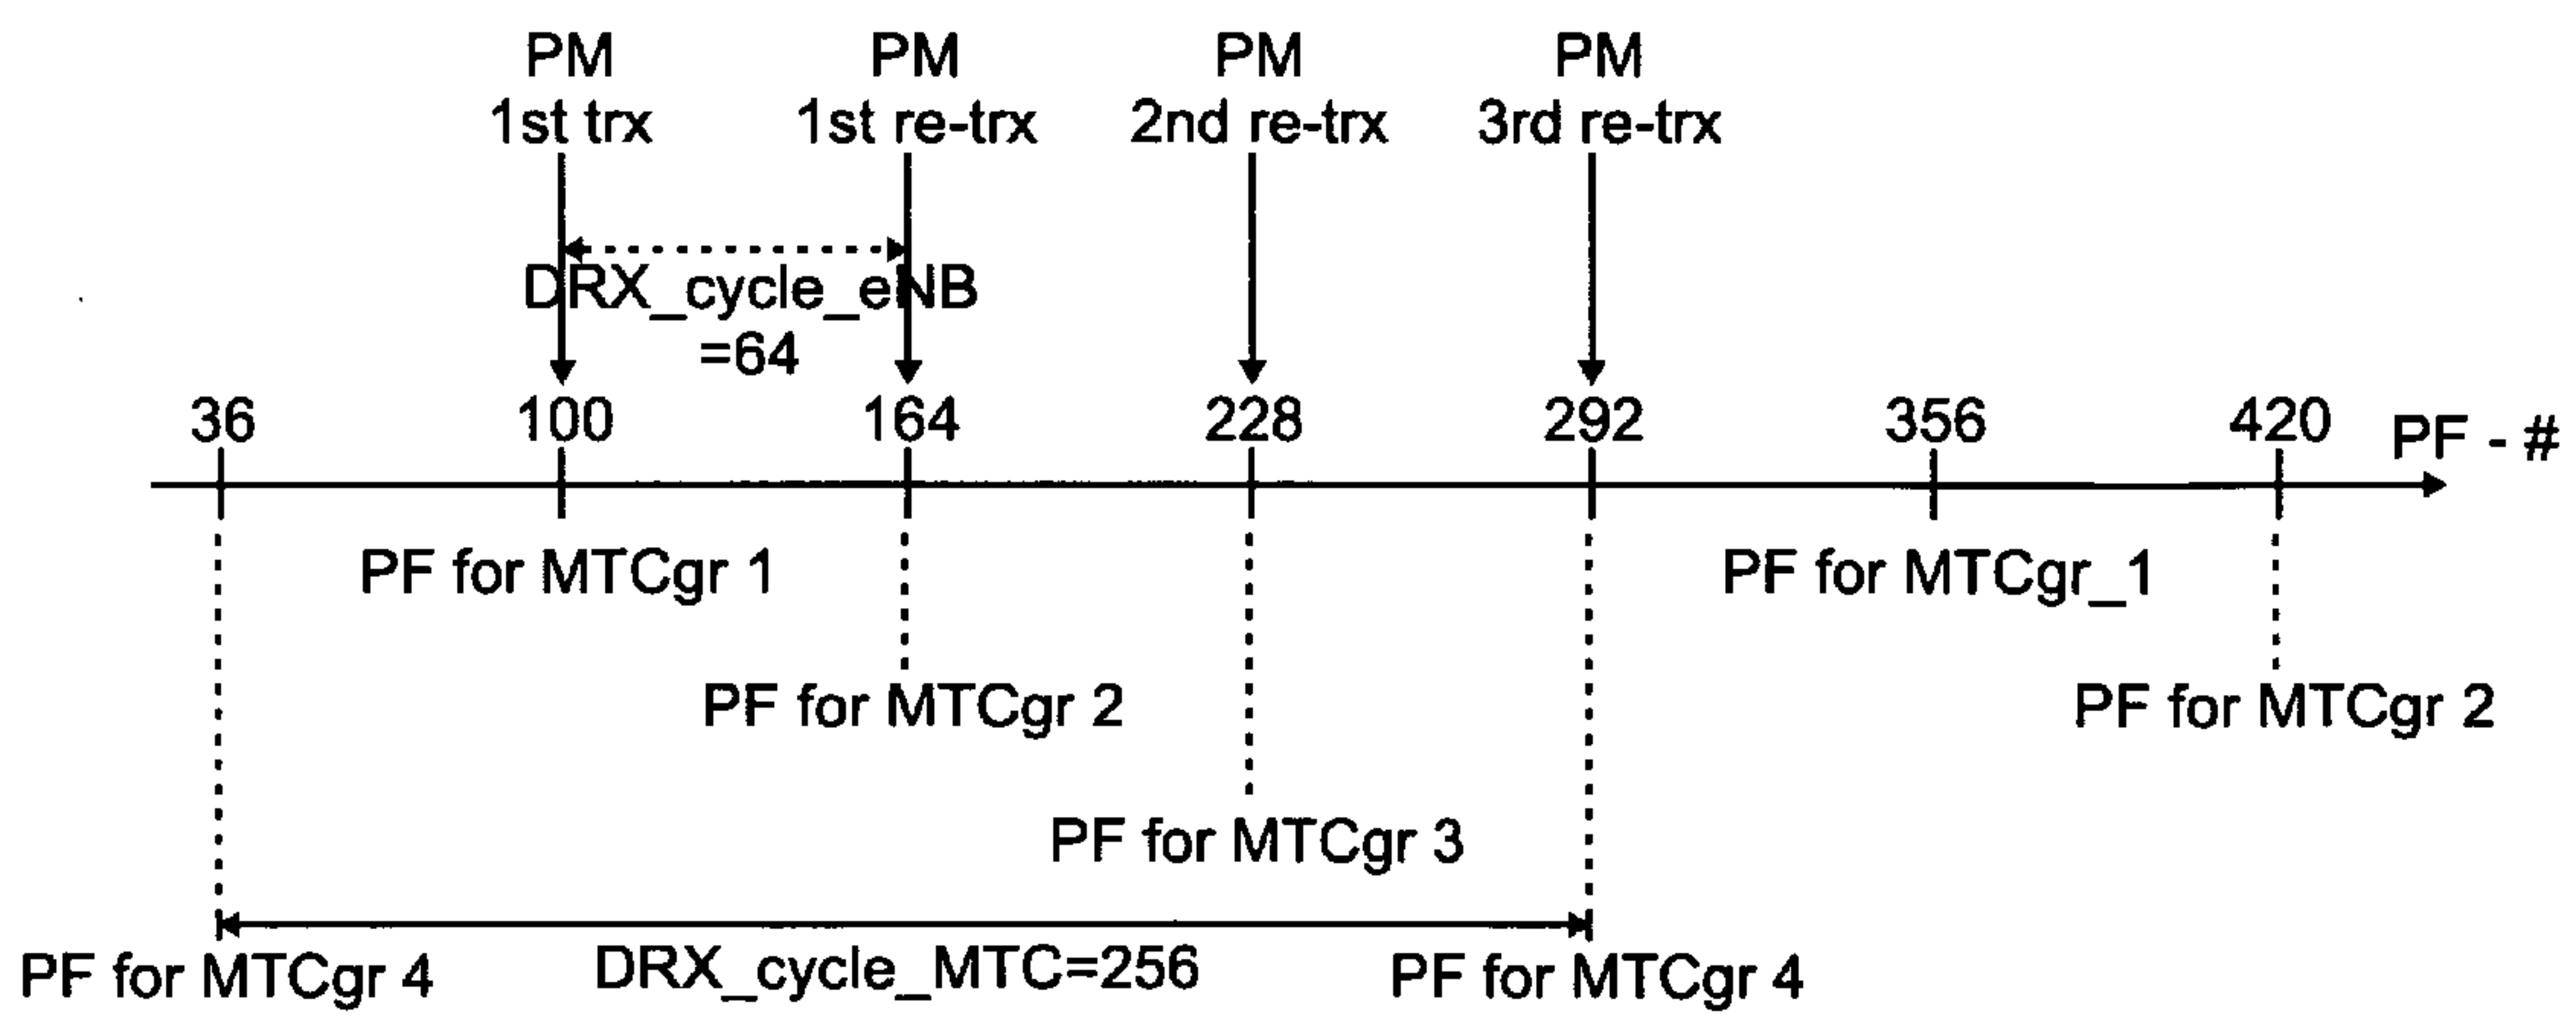 PM
1st trx
PM
1st re-trx
PM
2nd re-trx
PM
3rd re-trx
DRX_cycle_eNB
=64
36
100
164
228
292
356
420
PF - #
PF for MTCgr 1
PF for MTCgr_1
PF for MTCgr 2
PF for MTCgr 2
PF for MTCgr 3
PF for MTCgr 4
DRX_cycle_MTC=256
PF for MTCgr 4